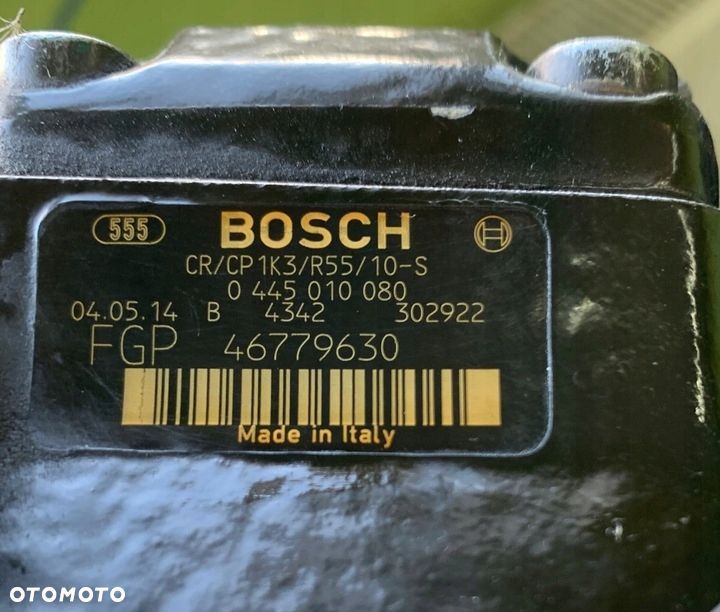 555 BOSCH
CR/CP1K3/R55/10-S
0 445 010 080
04.05.14 B 4342 302922
FGP 46779630
Made in Italy
OTOMOTO